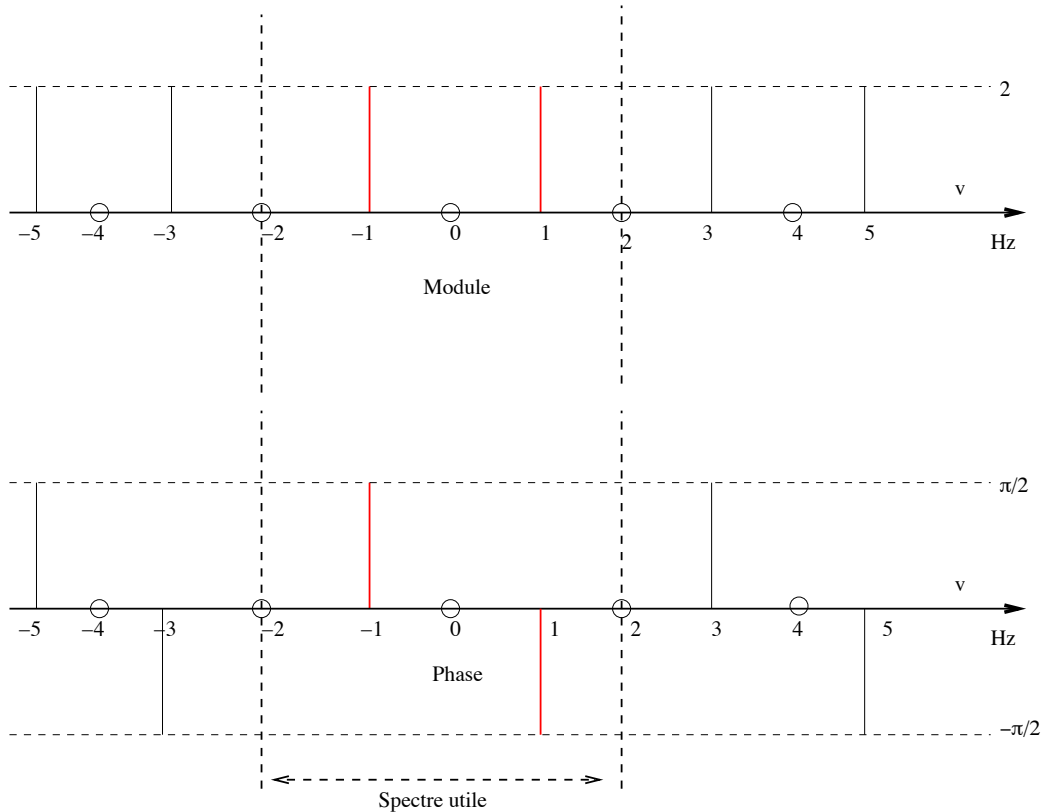 2
v
–5 –4 –3 –2 –1 0 1 2 3 4 5
Hz
Module
π/2
v
–5 –4 –3 –2 –1 0 1 2 3 4 5
Hz
Phase
–π/2
Spectre utile